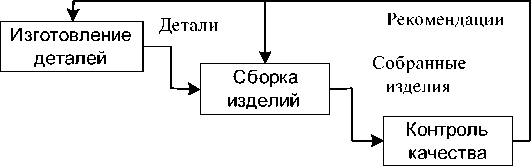 Изготовление
деталей
Детали
Рекомендации
Сборка
изделий
Собранные
изделия
Контроль
качества